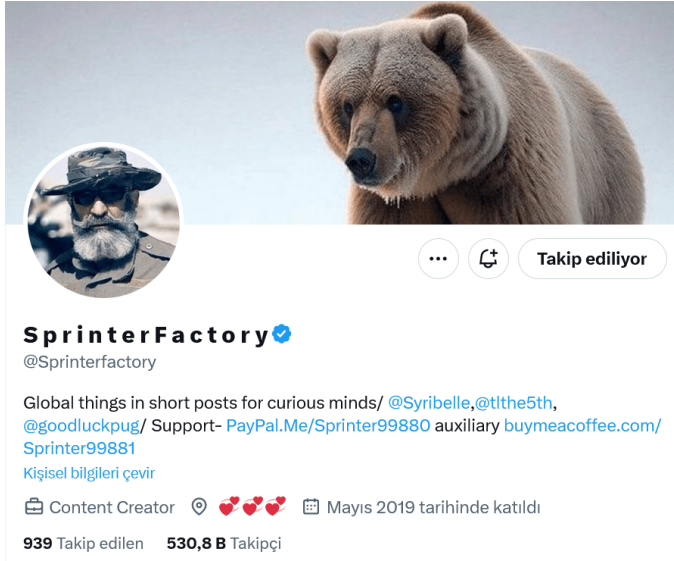 Takip ediliyor
SprinterFactory
@Sprinterfactory
Global things in short posts for curious minds/ @Syribelle,@tlthe5th,
@goodluckpug/ Support- PayPal.Me/Sprinter99880 auxiliary buymeacoffee.com/
Sprinter99881
Kişisel bilgileri çevir
Content Creator Mayıs 2019 tarihinde katıldı
939 Takip edilen 530,8 B Takipçi